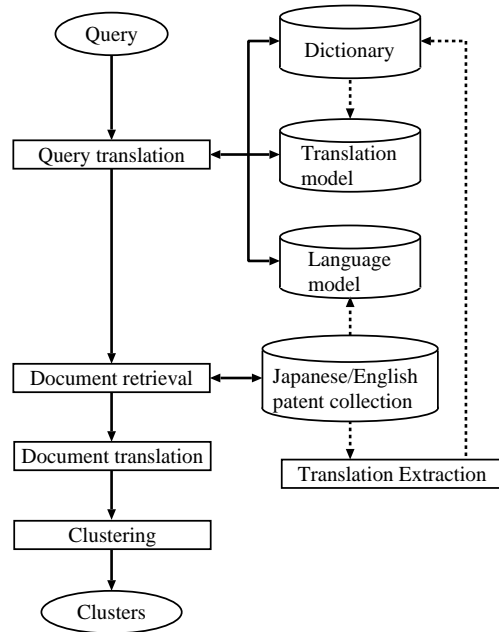 Query
Dictionary
Query translation
Translation
model
Language
model
Document retrieval
Japanese/English
patent collection
Document translation
Translation Extraction
Clustering
Clusters